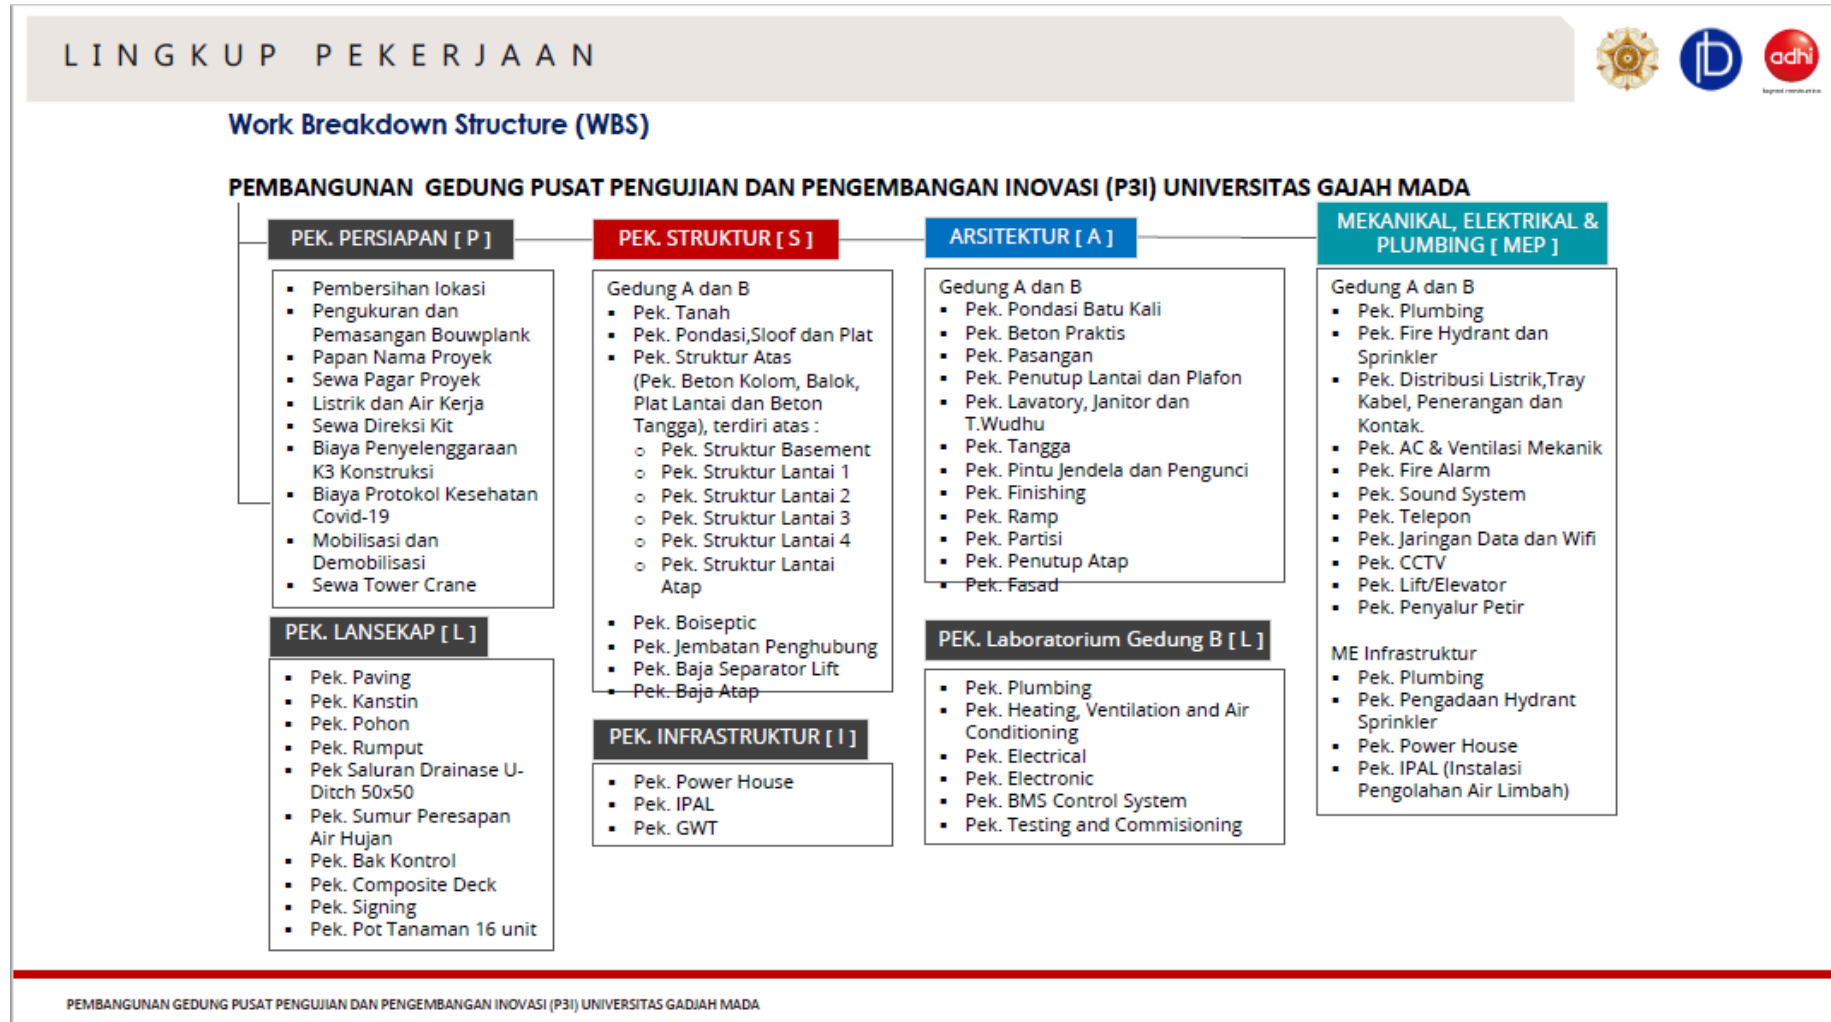 LINGKUP PEKERJAAN
adhi
Work Breakdown Structure (WBS)
PEMBANGUNAN GEDUNG PUSAT PENGUJIAN DAN PENGEMBANGAN INOVASI (P3I) UNIVERSITAS GAJAH MADA
PEK. PERSIAPAN [ P ]
▪ Pembersihan lokasi
▪ Pengukuran dan
Pemasangan Bouwplank
▪ Papan Nama Proyek
▪ Sewa Pagar Proyek
▪ Listrik dan Air Kerja
▪ Sewa Direksi Kit
▪ Biaya Penyelenggaraan
K3 Konstruksi
▪ Biaya Protokol Kesehatan
Covid-19
▪ Mobilisasi dan
Demobilisasi
▪ Sewa Tower Crane
PEK. LANSEKAP [ L ]
▪ Pek. Paving
▪ Pek. Kanstin
▪ Pek. Pohon
▪ Pek. Rumput
▪ Pek Saluran Drainase U-
Ditch 50x50
▪ Pek. Sumur Peresapan
Air Hujan
▪ Pek. Bak Kontrol
▪ Pek. Composite Deck
▪ Pek. Signing
▪ Pek. Pot Tanaman 16 unit
PEK. STRUKTUR [ S ]
Gedung A dan B
▪ Pek. Tanah
▪ Pek. Pondasi,Sloof dan Plat
▪ Pek. Struktur Atas
(Pek. Beton Kolom, Balok,
Plat Lantai dan Beton
Tangga), terdiri atas :
o Pek. Struktur Basement
o Pek. Struktur Lantai 1
o Pek. Struktur Lantai 2
o Pek. Struktur Lantai 3
o Pek. Struktur Lantai 4
o Pek. Struktur Lantai
Atap
▪ Pek. Boiseptic
▪ Pek. Jembatan Penghubung
▪ Pek. Baja Separator Lift
▪ Pek. Baja Atap
PEK. INFRASTRUKTUR [ I ]
▪ Pek. Power House
▪ Pek. IPAL
▪ Pek. GWT
ARSITEKTUR [ A ]
Gedung A dan B
▪ Pek. Pondasi Batu Kali
▪ Pek. Beton Praktis
▪ Pek. Pasangan
▪ Pek. Penutup Lantai dan Plafon
▪ Pek. Lavatory, Janitor dan
T.Wudhu
▪ Pek. Tangga
▪ Pek. Pintu Jendela dan Pengunci
▪ Pek. Finishing
▪ Pek. Ramp
▪ Pek. Partisi
▪ Pek. Penutup Atap
▪ Pek. Fasad
PEK. Laboratorium Gedung B [ L ]
▪ Pek. Plumbing
▪ Pek. Heating, Ventilation and Air
Conditioning
▪ Pek. Electrical
▪ Pek. Electronic
▪ Pek. BMS Control System
▪ Pek. Testing and Commisioning
MEKANIKAL, ELEKTRIKAL &
PLUMBING [ MEP ]
Gedung A dan B
▪ Pek. Plumbing
▪ Pek. Fire Hydrant dan
Sprinkler
▪ Pek. Distribusi Listrik,Tray
Kabel, Penerangan dan
Kontak.
▪ Pek. AC & Ventilasi Mekanik
▪ Pek. Fire Alarm
▪ Pek. Sound System
▪ Pek. Telepon
▪ Pek. Jaringan Data dan Wifi
▪ Pek. CCTV
▪ Pek. Lift/Elevator
▪ Pek. Penyalur Petir
ME Infrastruktur
▪ Pek. Plumbing
▪ Pek. Pengadaan Hydrant
Sprinkler
▪ Pek. Power House
▪ Pek. IPAL (Instalasi
Pengolahan Air Limbah)
PEMBANGUNAN GEDUNG PUSAT PENGUJIAN DAN PENGEMBANGAN INOVASI (P3I) UNIVERSITAS GADJAH MADA